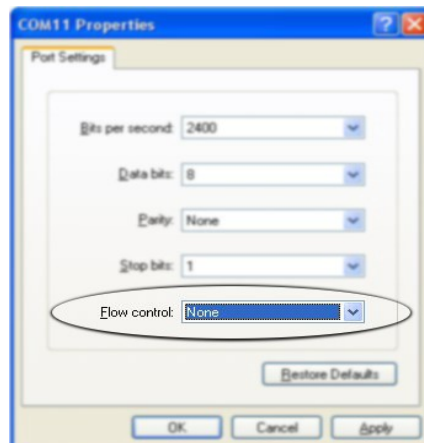 COM11 Properties
Port Settings
Bits per second: 2400
Data bits: 8
Parity: None
Stop bits: 1
Flow control: None
Restore Defaults
OK Cancel Apply